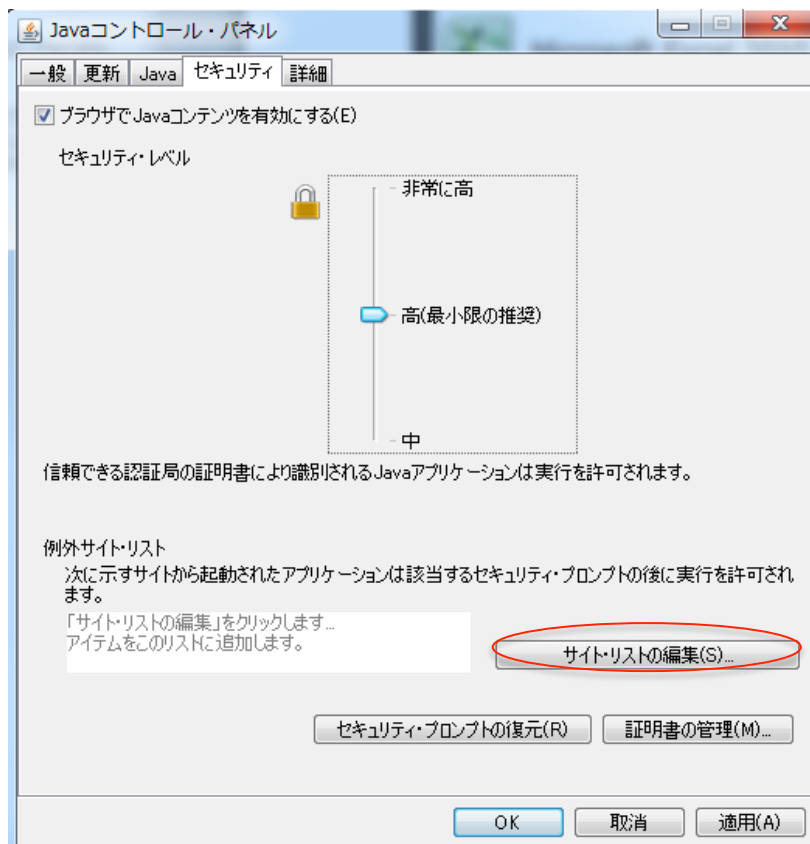 Javaコントロール・パネル
一般 更新 Java セキュリティ 詳細
ブラウザでJavaコンテンツを有効にする(E)
セキュリティ・レベル
非常に高
高(最小限の推奨)
中
信頼できる認証局の証明書により識別されるJavaアプリケーションは実行を許可されます。
例外サイト・リスト
次に示すサイトから起動されたアプリケーションは該当するセキュリティ・プロンプトの後に実行を許可され
ます。
「サイト・リストの編集」をクリックします...
アイテムをこのリストに追加します。
サイト・リストの編集(S)...
セキュリティ・プロンプトの復元(R) 証明書の管理(M)...
OK 取消 適用(A)